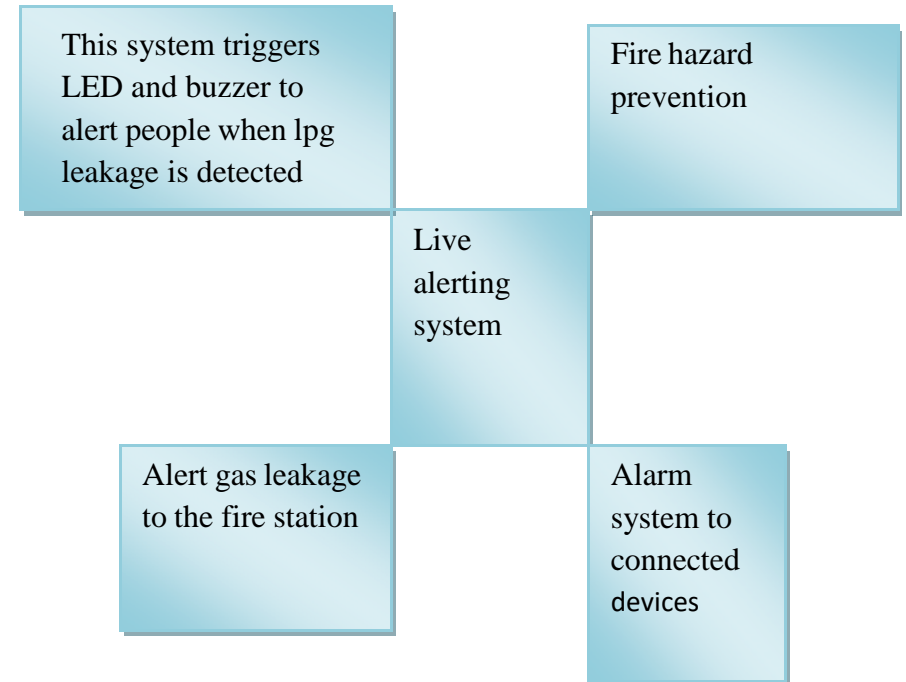 This system triggers
LED and buzzer to
alert people when lpg
leakage is detected
Fire hazard
prevention
Live
alerting
system
Alert gas leakage
to the fire station
Alarm
system to
connected
devices